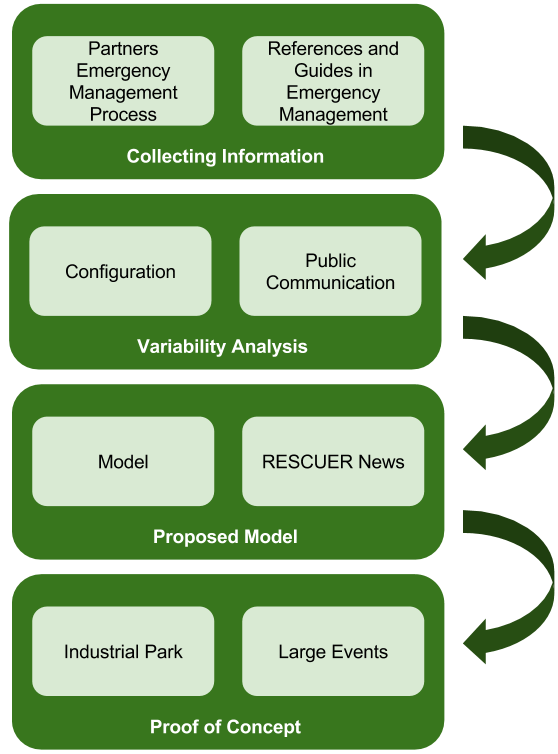 Partners
Emergency
Management
Process
References and
Guides in
Emergency
Management
Collecting Information
Configuration
Public
Communication
Variability Analysis
Model
RESCUER News
Proposed Model
Industrial Park
Large Events
Proof of Concept